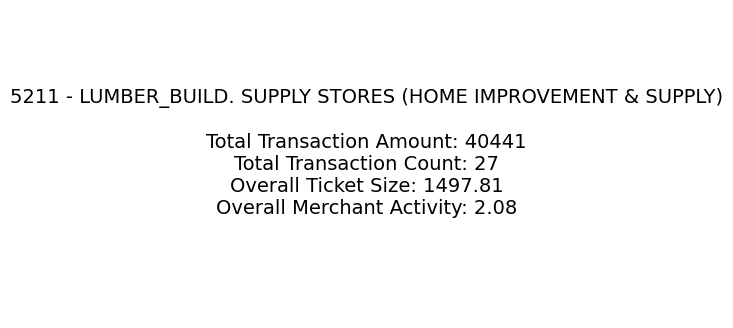 5211 - LUMBER_BUILD. SUPPLY STORES (HOME IMPROVEMENT & SUPPLY)
Total Transaction Amount: 40441
Total Transaction Count: 27
Overall Ticket Size: 1497.81
Overall Merchant Activity: 2.08